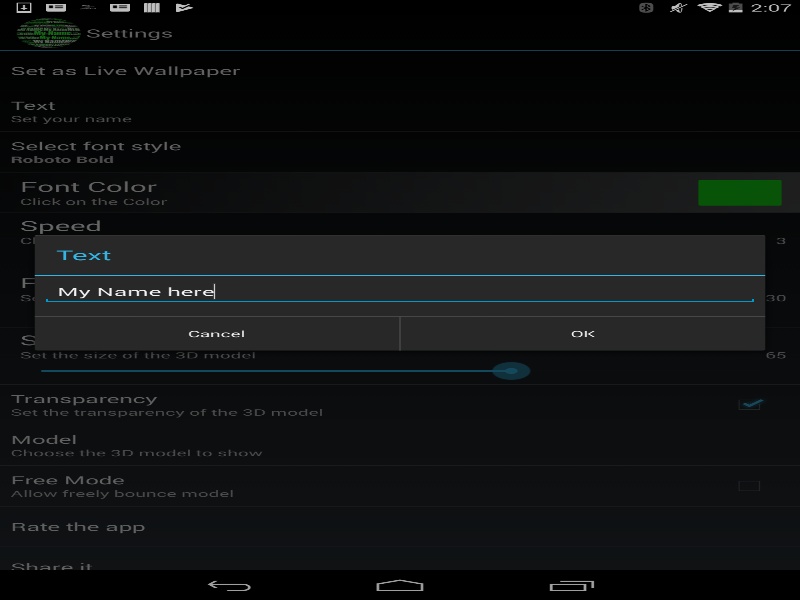 2:07
Settings
Set as Live Wallpaper
Text
Set your name
Select font style
Roboto Bold
Font Color
Click on the Color
Speed
3
Text
My Name here
30
Cancel
OK
Set the size of the 3D model
65
Transparency
Set the transparency of the 3D model
Model
Choose the 3D model to show
Free Mode
Allow freely bounce model
Rate the app
Share it